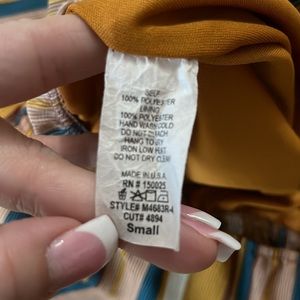 SELF
100% POLYESTER
LINING
100% POLYESTER
HAND WASH COLD
DO NOT BLEACH
HANG TO DRY
IRON LOW HEAT
DO NOT DRY CLEAN
MADE IN U.S.A
RN # 150025
STYLE# M4683R4
CUT# 4894
Small